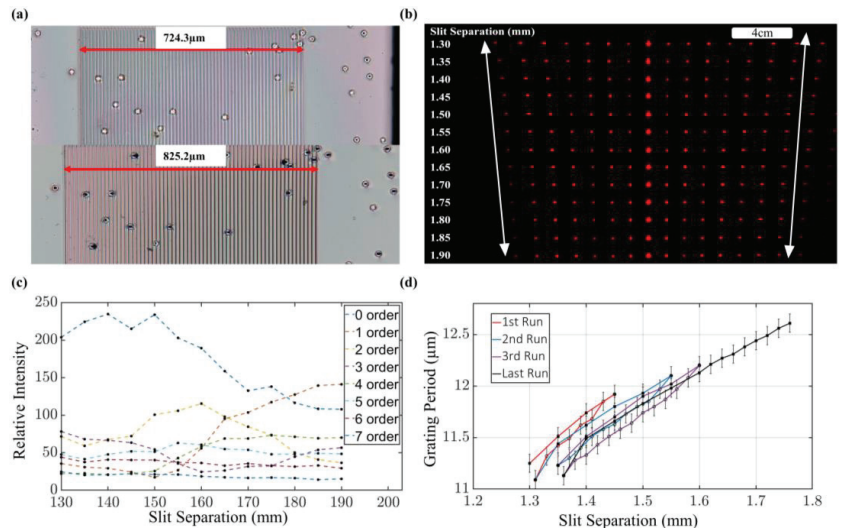 (a)
724.3µm
825.2µm
(b)
Slit Separation (mm)
4cm
1.30
1.35
1.40
1.45
1.50
1.55
1.60
1.65
1.70
1.75
1.80
1.85
1.90
(c)
Relative Intensity
250
200
150
100
50
0
130 140 150 160 170 180 190 200
Slit Separation (mm)
0 order
1 order
2 order
3 order
4 order
5 order
6 order
7 order
(d)
Grating Period (µm)
12.5
12
11.5
11
1.2 1.3 1.4 1.5 1.6 1.7 1.8
Slit Separation (mm)
1st Run
2nd Run
3rd Run
Last Run